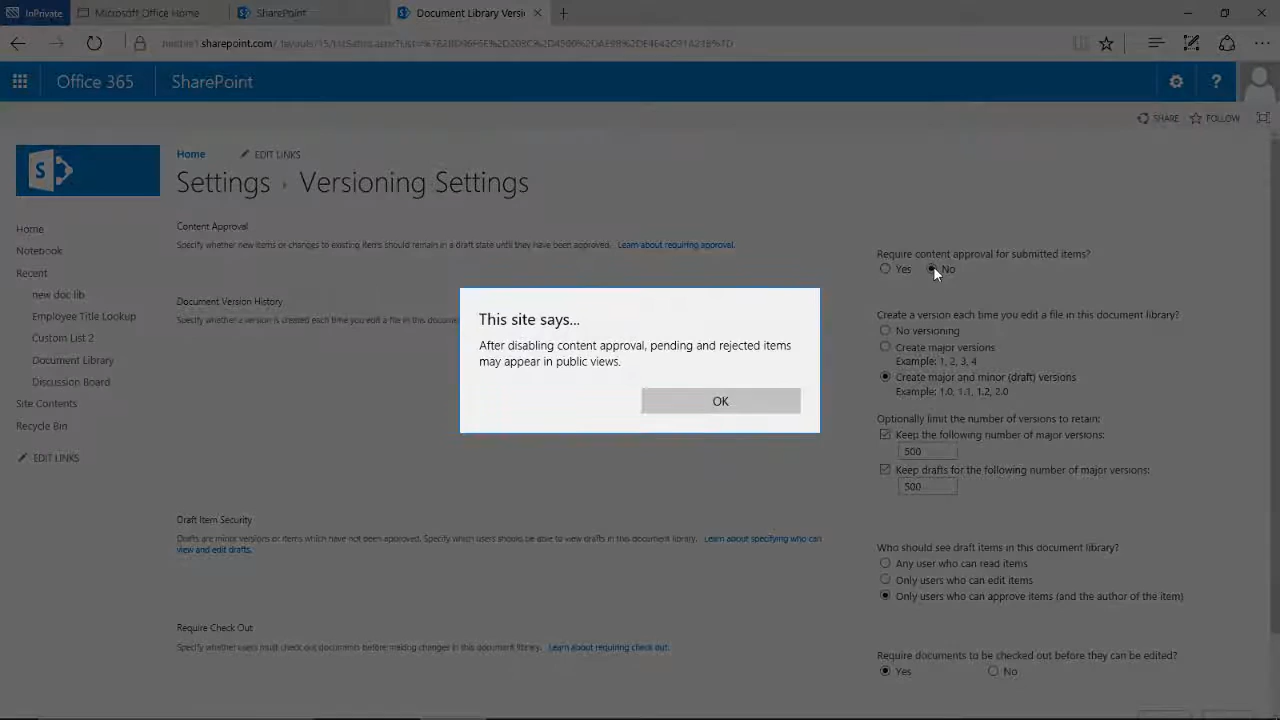 InPrivate
Microsoft Office Home
SharePoint
Document Library Versi
Office 365
SharePoint
SHARE
FOLLOW
Home
EDIT LINKS
Settings › Versioning Settings
Home
Notebook
Recent
new doc lib
Employee Title Lookup
Custom List 2
Document Library
Discussion Board
Site Contents
Recycle Bin
EDIT LINKS
Content Approval
Specify whether new items or changes to existing items should remain in a draft state until they have been approved. Learn about requiring approval.
Require content approval for submitted items?
Yes No
Document Version History
Specify whether a version is created each time you edit a file in this docum
Create a version each time you edit a file in this document library?
No versioning
Create major versions
Example: 1, 2, 3, 4
Create major and minor (draft) versions
Example: 1.0, 1.1, 1.2, 2.0
Optionally limit the number of versions to retain:
Keep the following number of major versions:
500
Keep drafts for the following number of major versions:
500
This site says...
After disabling content approval, pending and rejected items
may appear in public views.
OK
Draft Item Security
Drafts are minor versions or items which have not been approved. Specify which users should be able to view drafts in this document library. Learn about specifying who can
view and edit drafts.
Who should see draft items in this document library?
Any user who can read items
Only users who can edit items
Only users who can approve items (and the author of the item)
Require Check Out
Specify whether users must check out documents before making changes in this document library. Learn about requiring check out.
Require documents to be checked out before they can be edited?
Yes No